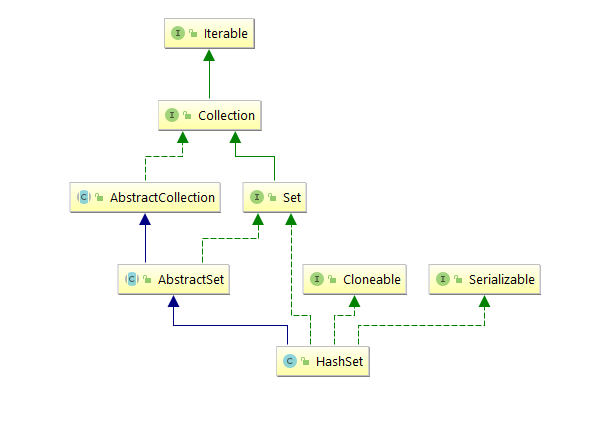 I Iterable
I Collection
C AbstractCollection
I Set
C AbstractSet
I Cloneable
I Serializable
C HashSet